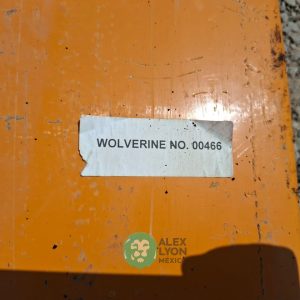 WOLVERINE NO. 00466
ALEX
LYON
MEXICO